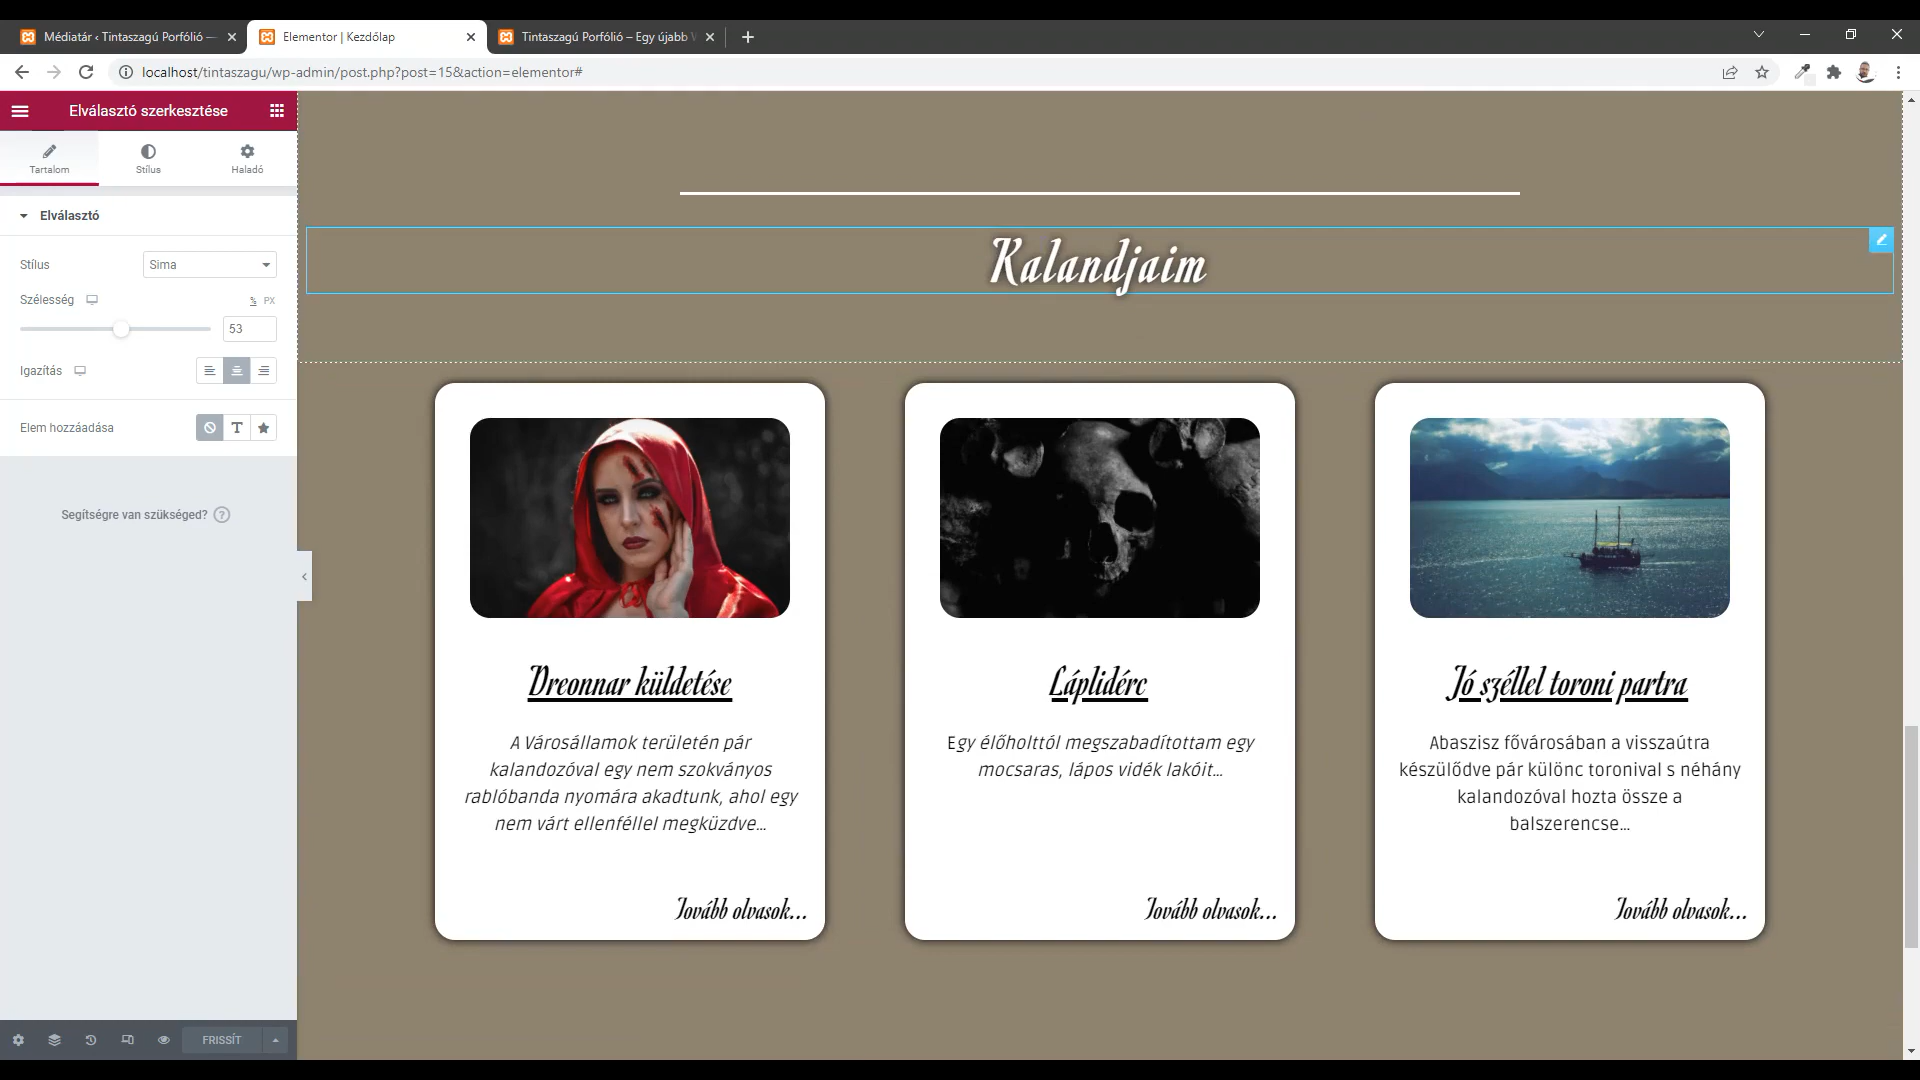 Médiatár ‹ Tintaszagú Porfólió —
Elementor | Kezdőlap
Tintaszagú Porfólió – Egy újabb W
localhost/tintaszagu/wp-admin/post.php?post=15&action=elementor#
Elválasztó szerkesztése
Tartalom
Stílus
Haladó
Elválasztó
Stílus
Sima
Szélesség
%
PX
53
Igazítás
Elem hozzáadása
Segítségre van szükséged?
FRISSÍT
Kalandjaim
Dreonnar küldetése
A Városállamok területén pár
kalandozóval egy nem szokványos
rablóbanda nyomára akadtunk, ahol egy
nem várt ellenféllel megküzdve...
Tovább olvasok...
Láplidérc
Egy élőholttól megszabadítottam egy
mocsaras, lápos vidék lakóit...
Tovább olvasok...
Jó széllel toroni partra
Abaszisz fővárosában a visszaútra
készülődve pár különc toronival s néhány
kalandozóval hozta össze a
balszerencse...
Tovább olvasok...